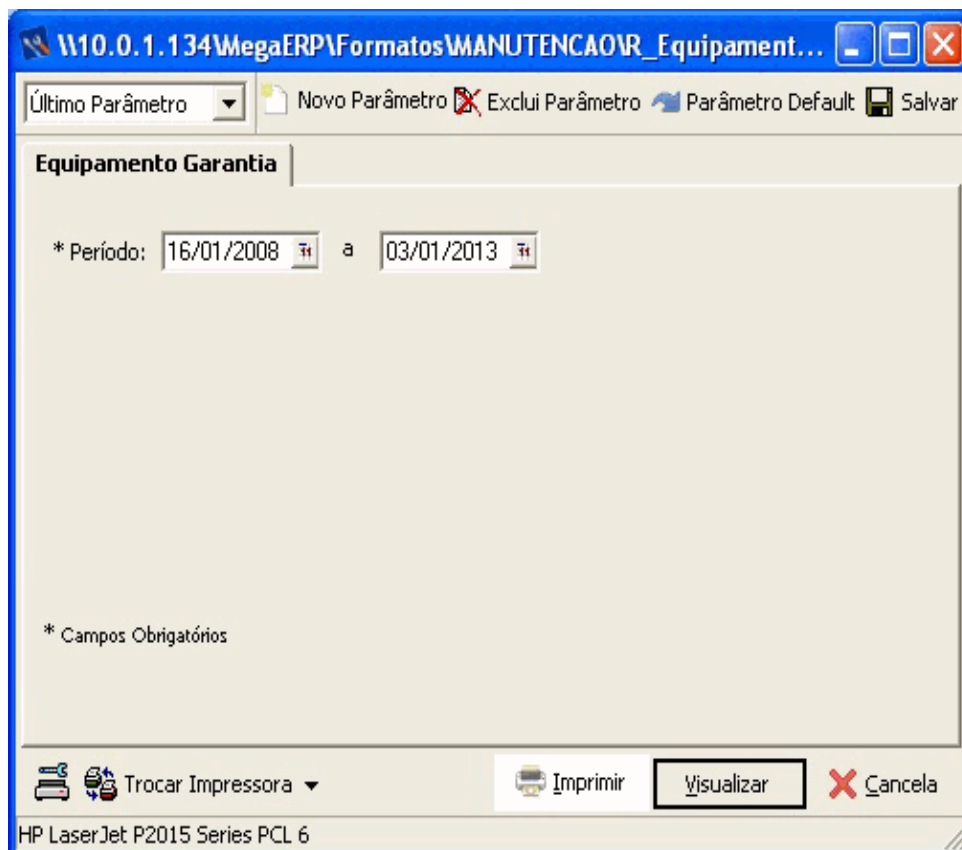 \\10.0.1.134\MegaERP\Formatos\MANUTENCAO\R_Equipament...
Último Parâmetro Novo Parâmetro Exclui Parâmetro Parâmetro Default Salvar
Equipamento Garantia
* Período: 16/01/2008 a 03/01/2013
* Campos Obrigatórios
Trocar Impressora Imprimir Visualizar Cancela
HP LaserJet P2015 Series PCL 6